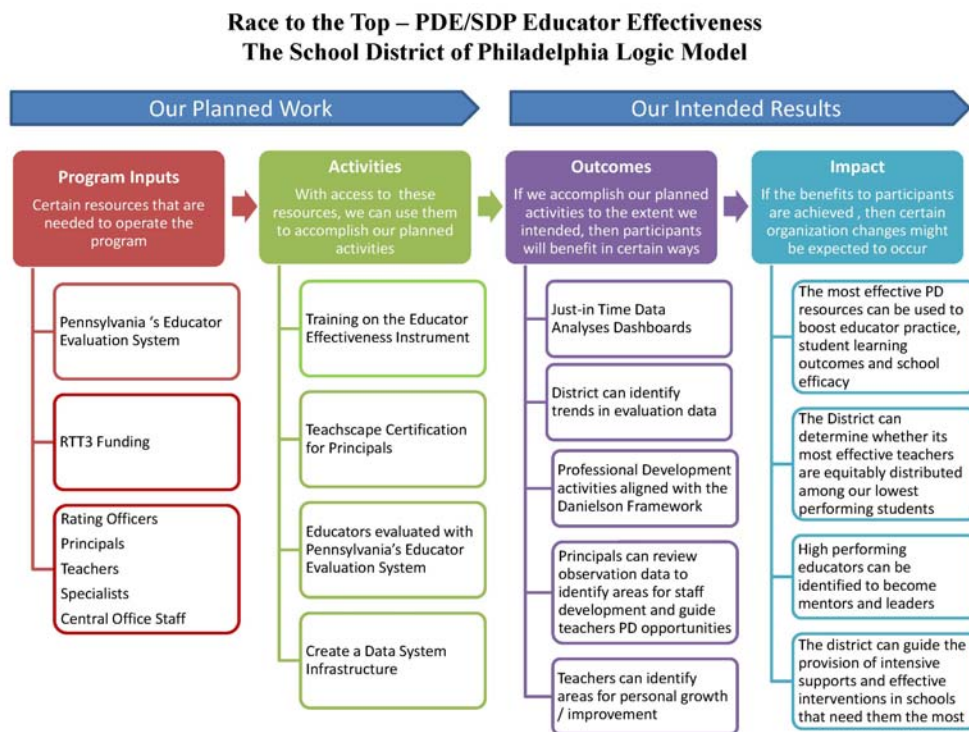 Race to the Top – PDE/SDP Educator Effectiveness
The School District of Philadelphia Logic Model
Our Planned Work
Our Intended Results
Program Inputs
Certain resources that are
needed to operate the
program
Pennsylvania 's Educator
Evaluation System
RTT3 Funding
Rating Officers
Principals
Teachers
Specialists
Central Office Staff
Activities
With access to these
resources, we can use them
to accomplish our planned
activities
Training on the Educator
Effectiveness Instrument
Teachscape Certification
for Principals
Educators evaluated with
Pennsylvania's Educator
Evaluation System
Create a Data System
Infrastructure
Outcomes
If we accomplish our planned
activities to the extent we
intended, then participants
will benefit in certain ways
Just-in Time Data
Analyses Dashboards
District can identify
trends in evaluation data
Professional Development
activities aligned with the
Danielson Framework
Principals can review
observation data to
identify areas for staff
development and guide
teachers PD opportunities
Teachers can identify
areas for personal growth
/ improvement
Impact
If the benefits to participants
are achieved , then certain
organization changes might
be expected to occur
The most effective PD
resources can be used to
boost educator practice,
student learning
outcomes and school
efficacy
The District can
determine whether its
most effective teachers
are equitably distributed
among our lowest
performing students
High performing
educators can be
identified to become
mentors and leaders
The district can guide the
provision of intensive
supports and effective
interventions in schools
that need them the most